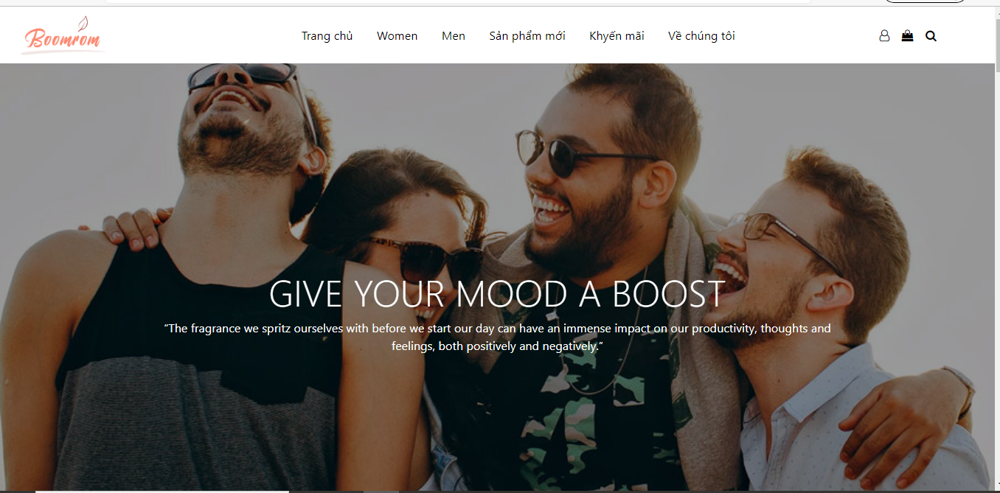 Boomrom
Trang chủ Women Men Sản phẩm mới Khyến mãi Về chúng tôi
GIVE YOUR MOOD A BOOST
“The fragrance we spritz ourselves with before we start our day can have an immense impact on our productivity, thoughts and
feelings, both positively and negatively.”